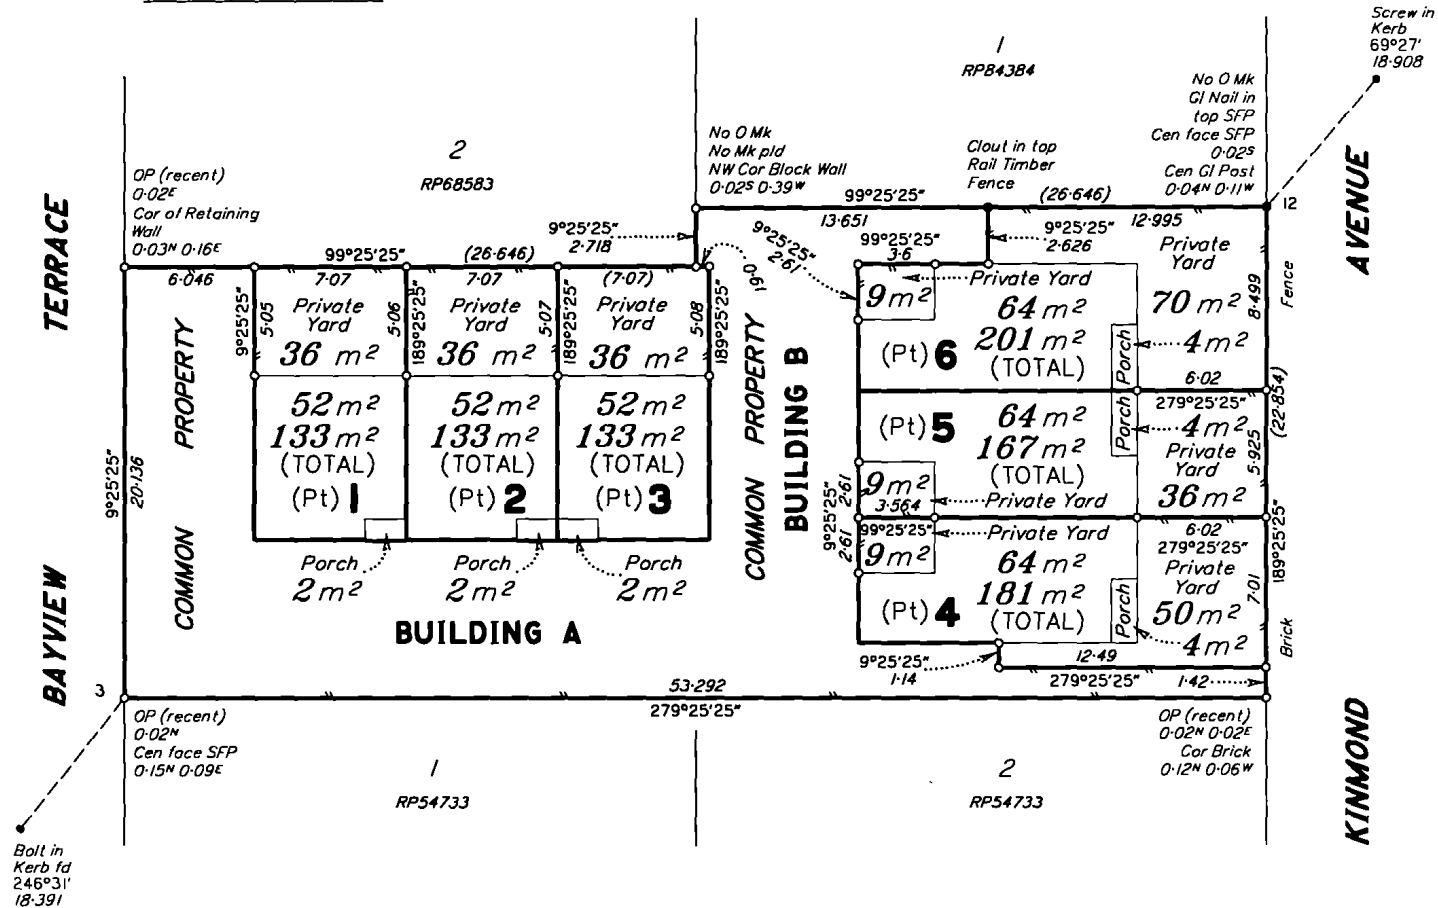 Screw in
Kerb
69°27'
18·908
1
RP84384
No O Mk
GI Nail in
top SFP
Cen face SFP
0·02S
Cen GI Post
0·04N 0·11W
12
AVENUE
KINMOND
2
RP68583
No O Mk
No Mk pld
NW Cor Block Wall
0·02S 0·39W
Clout in top
Rail Timber
Fence
OP (recent)
0·02E
Cor of Retaining
Wall
0·03N 0·16E
TERRACE
BAYVIEW
99°25'25"
(26·646)
13·651
12·995
9°25'25"
2·718
9°25'25"
2·626
9°25'25"
2·61
0·61
99°25'25"
3·6
99°25'25"
(26·646)
6·046
7·07
7·07
(7·07)
9°25'25"
5·05
5·06
189°25'25"
5·07
189°25'25"
5·08
189°25'25"
Private
Yard
36 m²
Private
Yard
36 m²
Private
Yard
36 m²
52 m²
133 m²
(TOTAL)
(Pt) 1
52 m²
133 m²
(TOTAL)
(Pt) 2
52 m²
133 m²
(TOTAL)
(Pt) 3
Porch
2 m²
Porch
2 m²
Porch
2 m²
BUILDING A
COMMON PROPERTY
9°25'25"
20·136
COMMON PROPERTY
BUILDING B
9 m²
Private Yard
64 m²
201 m²
(TOTAL)
(Pt) 6
Private
Yard
70 m²
Porch
4 m²
8·499
Fence
6·02
279°25'25"
(22·854)
(Pt) 5
64 m²
167 m²
(TOTAL)
Porch
4 m²
Private
Yard
36 m²
5·925
9 m²
3·564
Private Yard
9°25'25"
2·61
2·61
99°25'25"
9 m²
Private Yard
64 m²
181 m²
(TOTAL)
(Pt) 4
6·02
279°25'25"
Private
Yard
50 m²
Porch
4 m²
7·01
189°25'25"
Brick
9°25'25"
1·14
12·49
279°25'25"
1·42
3
53·292
279°25'25"
OP (recent)
0·02N
Cen face SFP
0·15N 0·09E
1
RP54733
2
RP54733
OP (recent)
0·02N 0·02E
Cor Brick
0·12N 0·06W
Bolt in
Kerb fd
246°31'
18·391